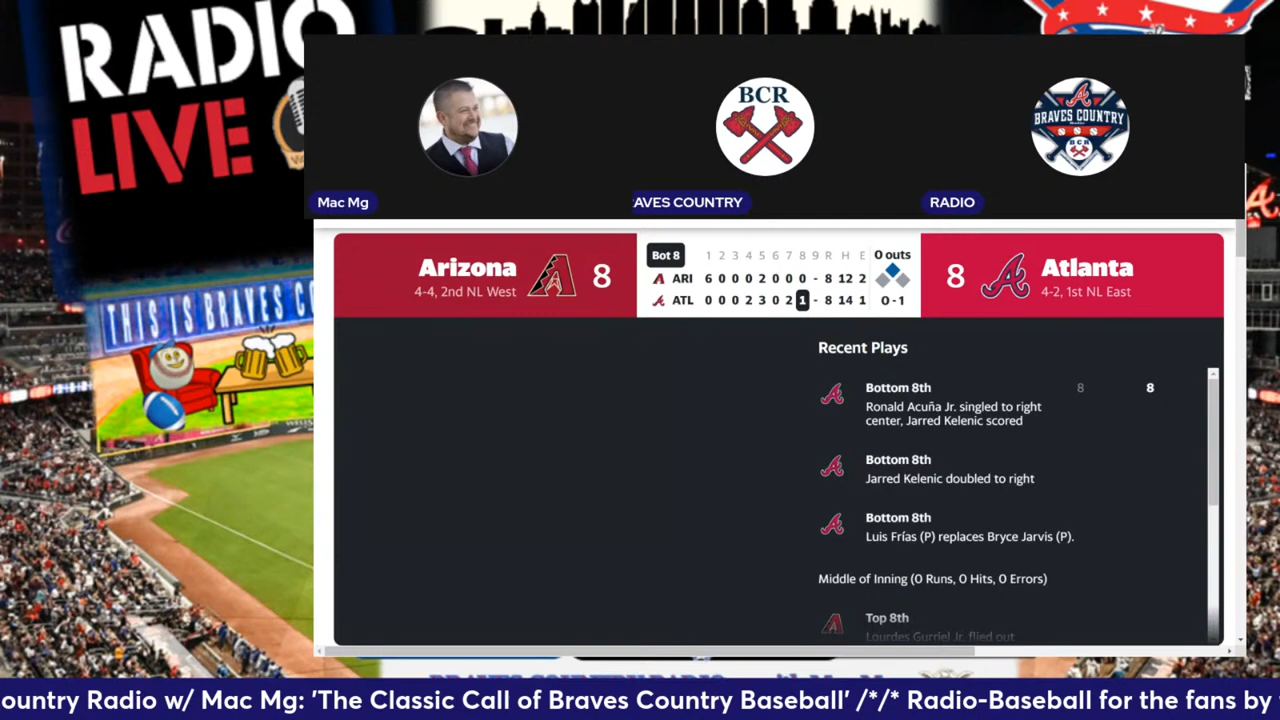 RADIO
LIVE
BCR
BRAVES COUNTRY
BCR
Mac Mg
AVES COUNTRY
RADIO
Arizona
4-4, 2nd NL West
8
Bot 8
1 2 3 4 5 6 7 8 9 R H E
ARI 6 0 0 0 2 0 0 0 - 8 12 2
ATL 0 0 0 2 3 0 2 1 - 8 14 1
0 outs
0 - 1
8
Atlanta
4-2, 1st NL East
THIS IS BRAVES CO
Recent Plays
Bottom 8th
8 8
Ronald Acuña Jr. singled to right
center, Jarred Kelenic scored
Bottom 8th
Jarred Kelenic doubled to right
Bottom 8th
Luis Frías (P) replaces Bryce Jarvis (P).
Middle of Inning (0 Runs, 0 Hits, 0 Errors)
Top 8th
Lourdes Gurriel Jr. flied out
ountry Radio w/ Mac Mg: 'The Classic Call of Braves Country Baseball' /*/* Radio-Baseball for the fans by